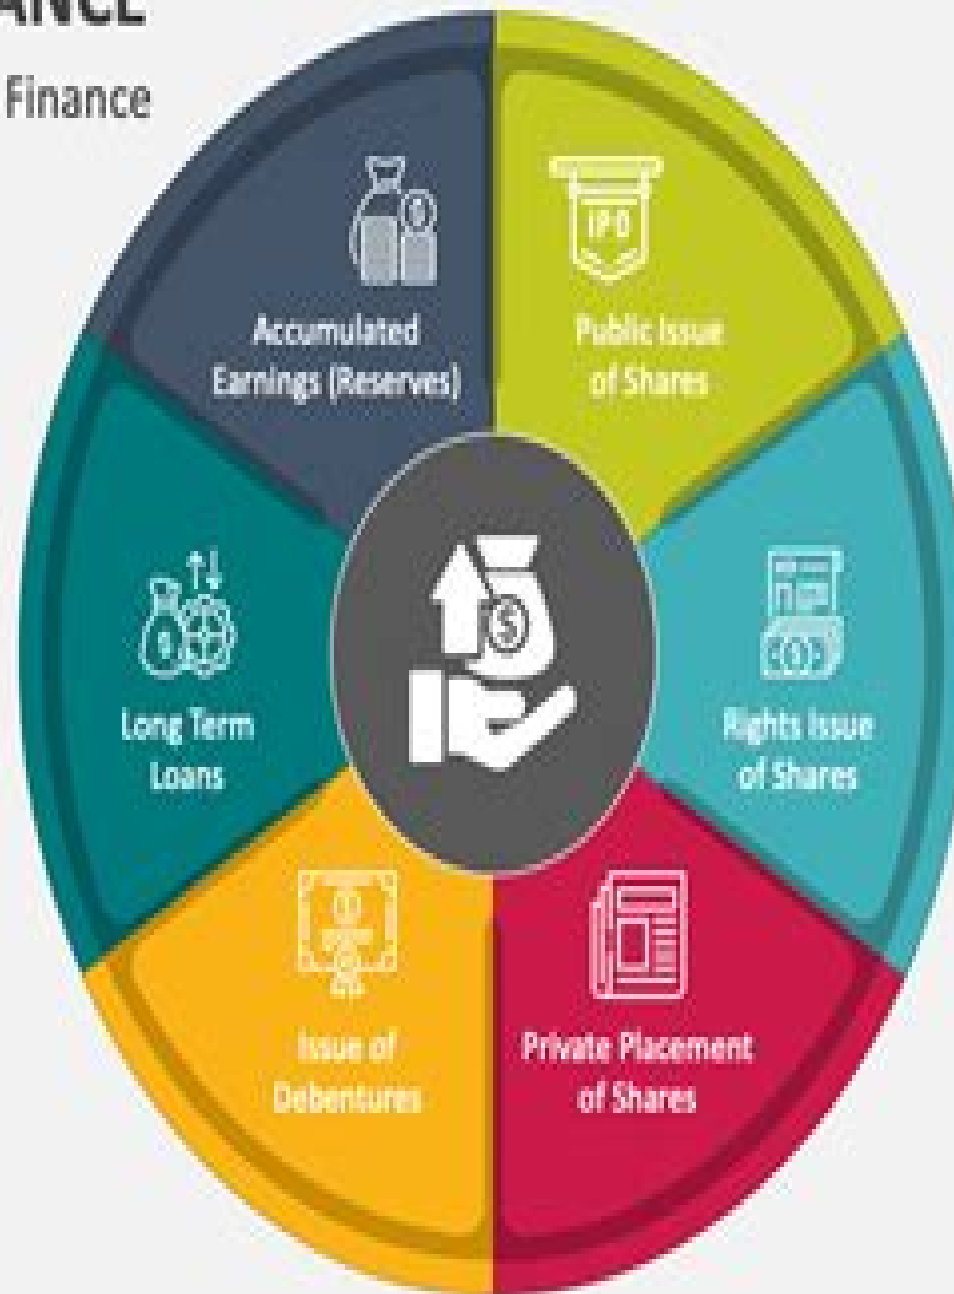 ANCE
Finance
Accumulated
Earnings (Reserves)
IPO
Public Issue
of Shares
Long Term
Loans
$
Rights Issue
of Shares
Issue of
Debentures
Private Placement
of Shares